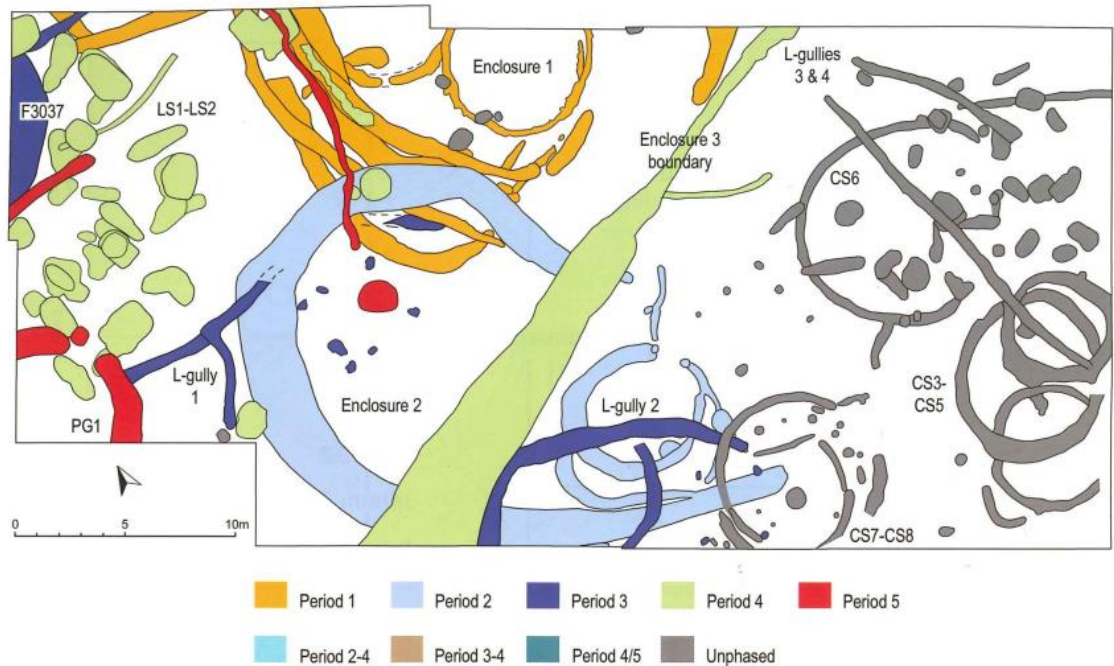 Enclosure 1
L-gullies
3 & 4
F3037
LS1-LS2
Enclosure 3
boundary
CS6
L-gully
1
Enclosure 2
L-gully 2
CS3-
CS5
PG1
CS7-CS8
0 5 10m
Period 1
Period 2
Period 3
Period 4
Period 5
Period 2-4
Period 3-4
Period 4/5
Unphased